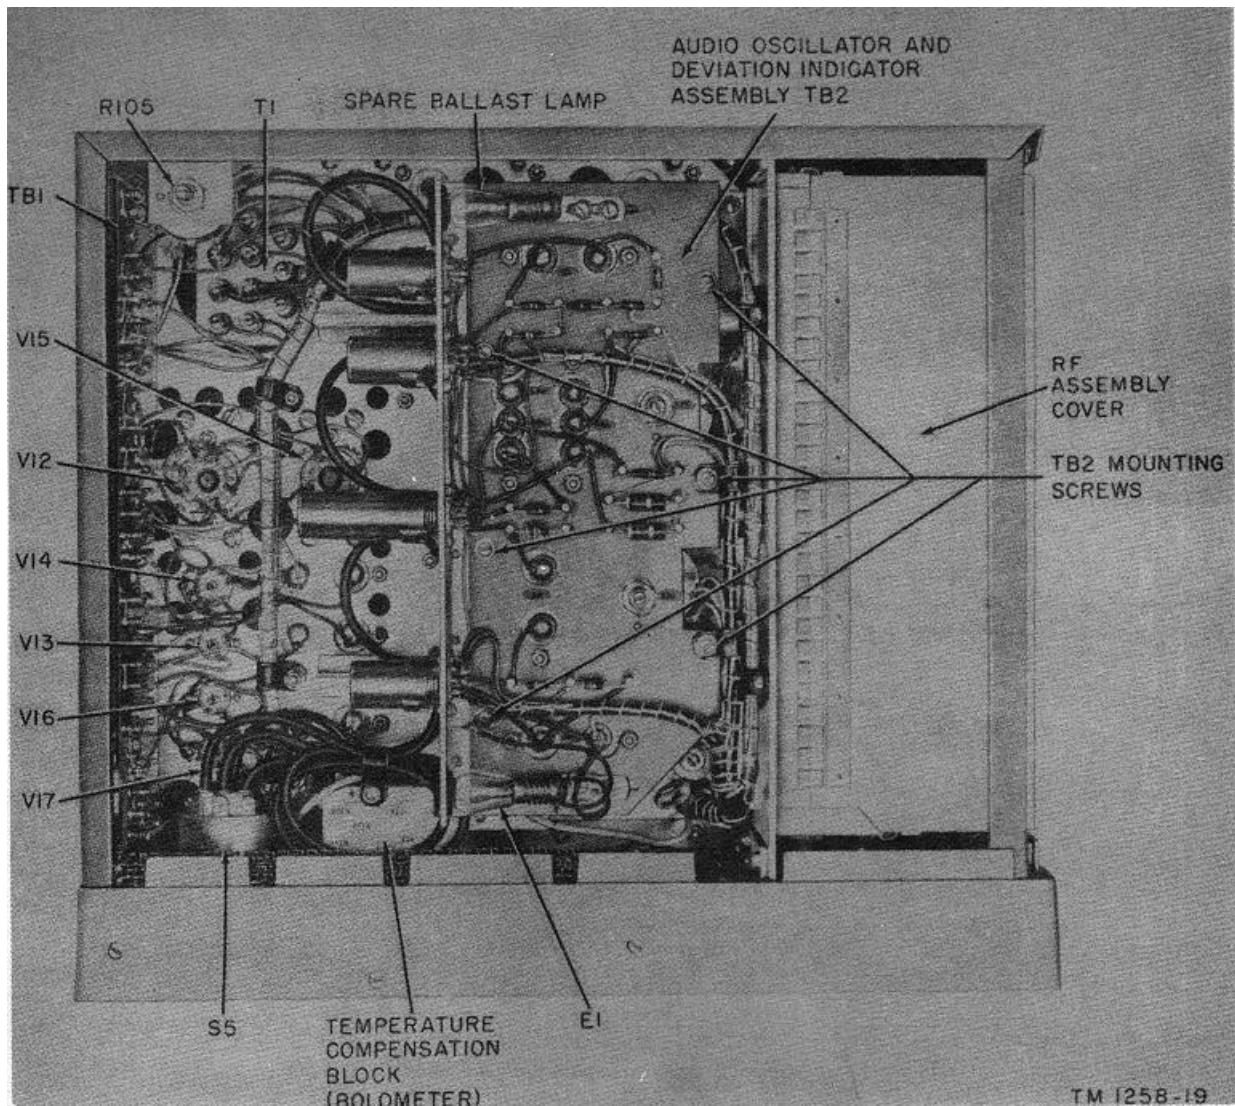 AUDIO OSCILLATOR AND
DEVIATION INDICATOR
ASSEMBLY TB2
R105
T1
SPARE BALLAST LAMP
TB1
V15
RF
ASSEMBLY
COVER
V12
TB2 MOUNTING
SCREWS
V14
V13
V16
V17
S5
TEMPERATURE
COMPENSATION
BLOCK
(BOLOMETER)
E1
TM 1258-19